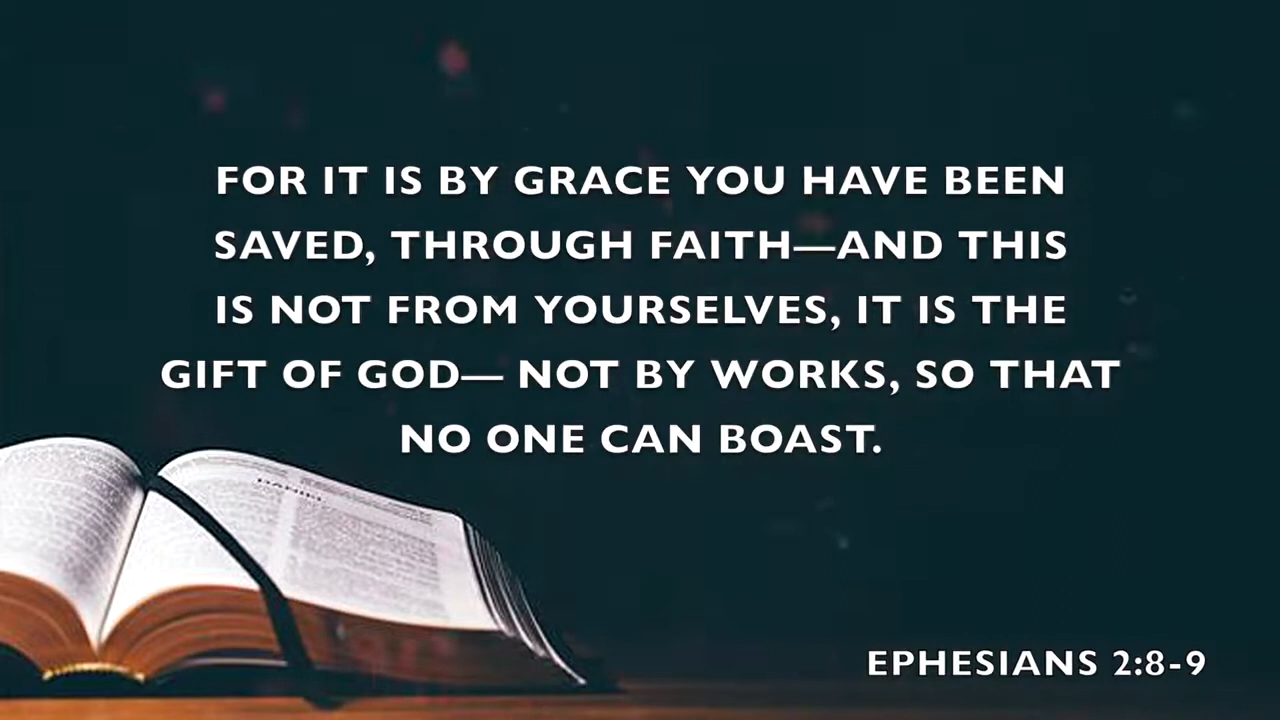 FOR IT IS BY GRACE YOU HAVE BEEN
SAVED, THROUGH FAITH—AND THIS
IS NOT FROM YOURSELVES, IT IS THE
GIFT OF GOD— NOT BY WORKS, SO THAT
NO ONE CAN BOAST.
DANIEL
EPHESIANS 2:8-9